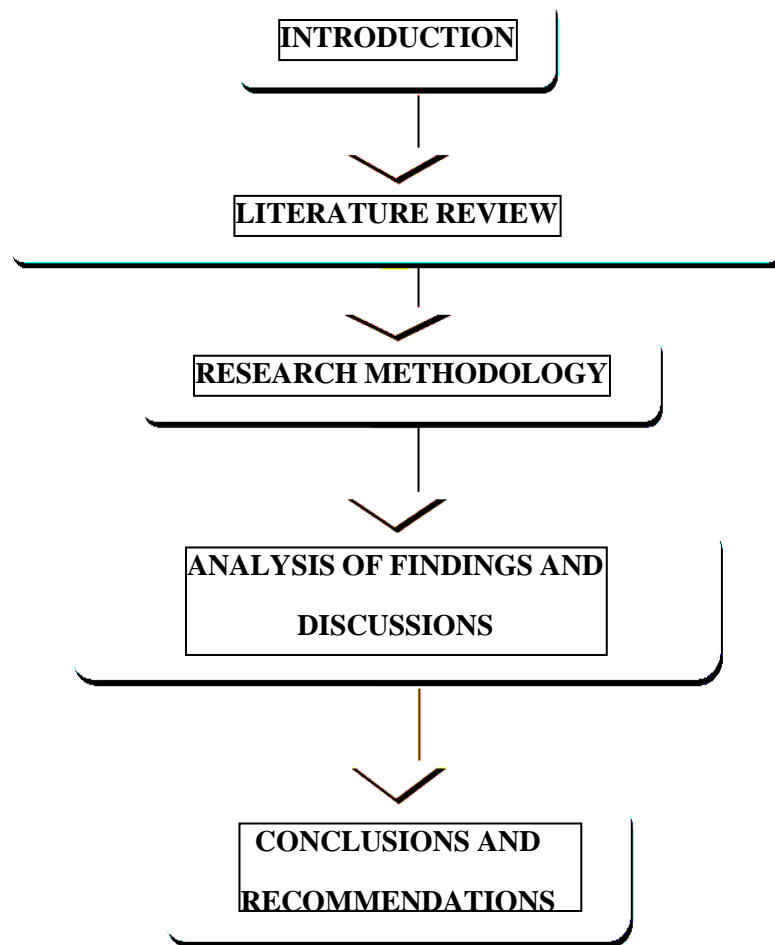 INTRODUCTION
LITERATURE REVIEW
RESEARCH METHODOLOGY
ANALYSIS OF FINDINGS AND
DISCUSSIONS
CONCLUSIONS AND
RECOMMENDATIONS